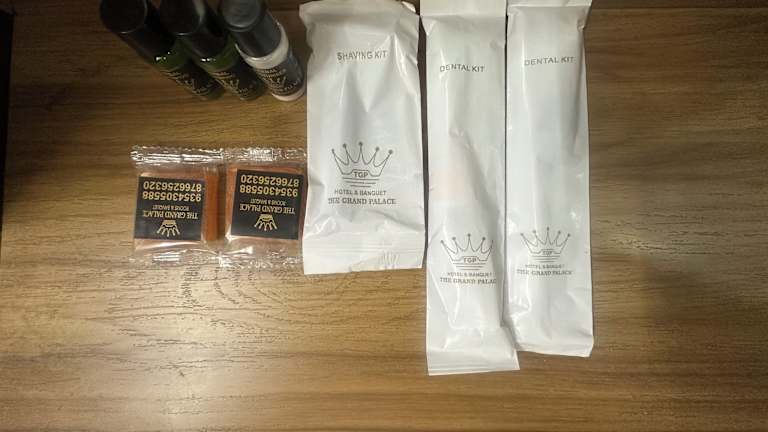 SHAVING KIT
TGP
HOTEL & BANQUET
THE GRAND PALACE
DENTAL KIT
TGP
HOTEL & BANQUET
THE GRAND PALACE
DENTAL KIT
TGP
HOTEL & BANQUET
THE GRAND PALACE
THE GRAND PALACE
ROOMS & BANQUET
9354305588
8766256320
THE GRAND PALACE
ROOMS & BANQUET
9354305588
8766256320